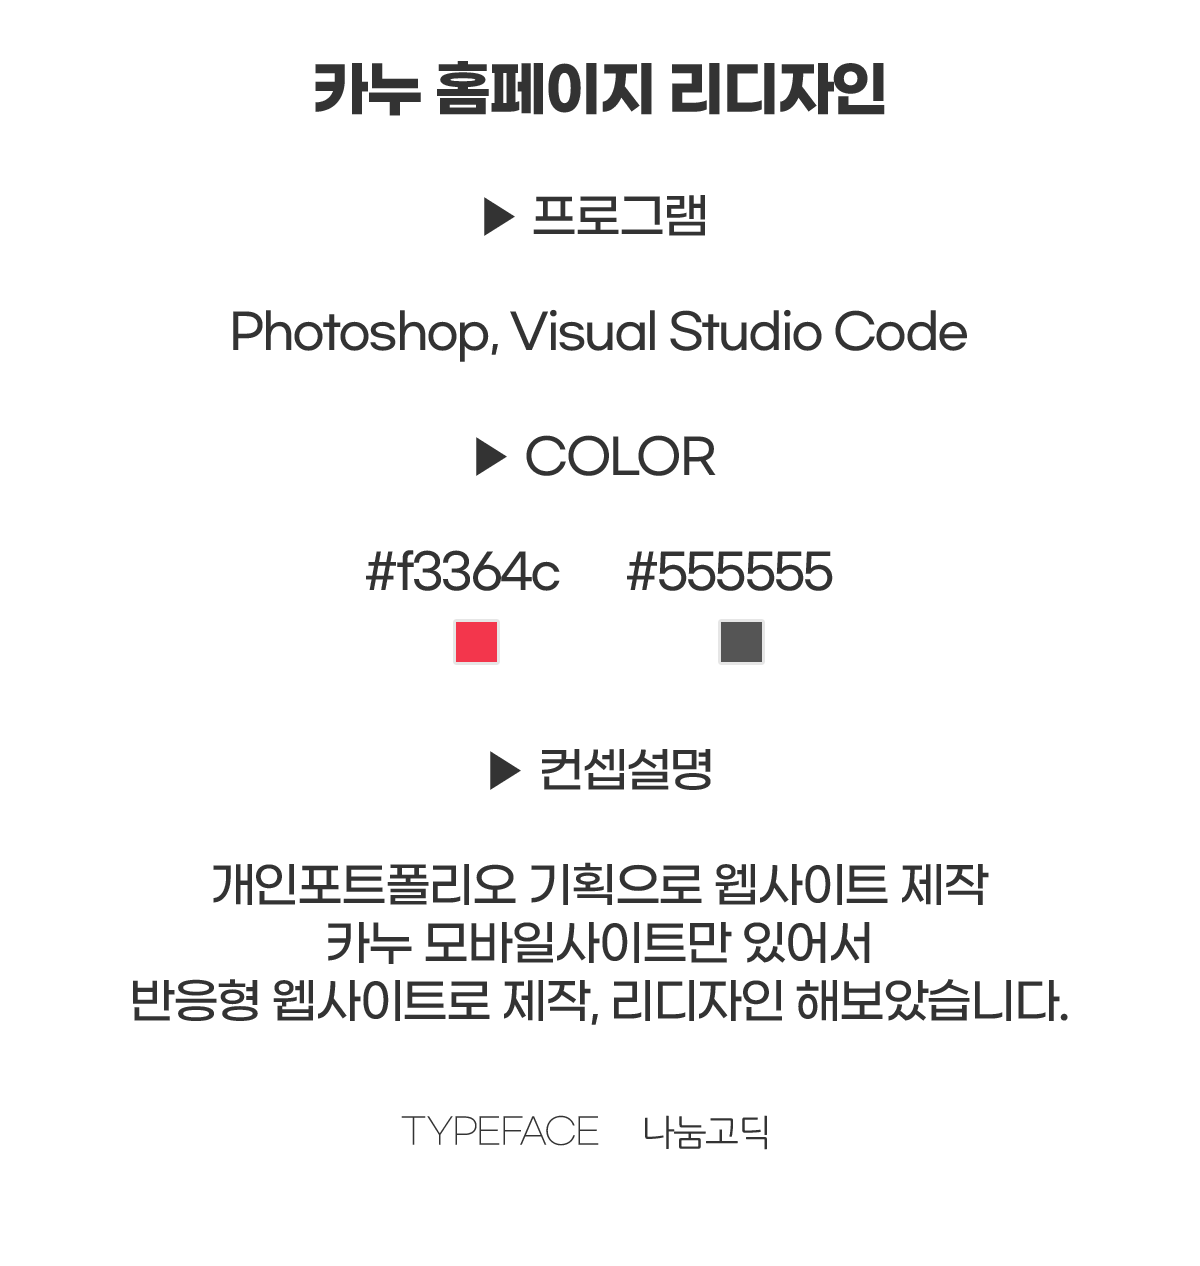 카누 홈페이지 리디자인
▶ 프로그램
Photoshop, Visual Studio Code
▶ COLOR
#f3364c #555555
▶ 컨셉설명
개인포트폴리오 기획으로 웹사이트 제작
카누 모바일사이트만 있어서
반응형 웹사이트로 제작, 리디자인 해보았습니다.
TYPEFACE 나눔고딕